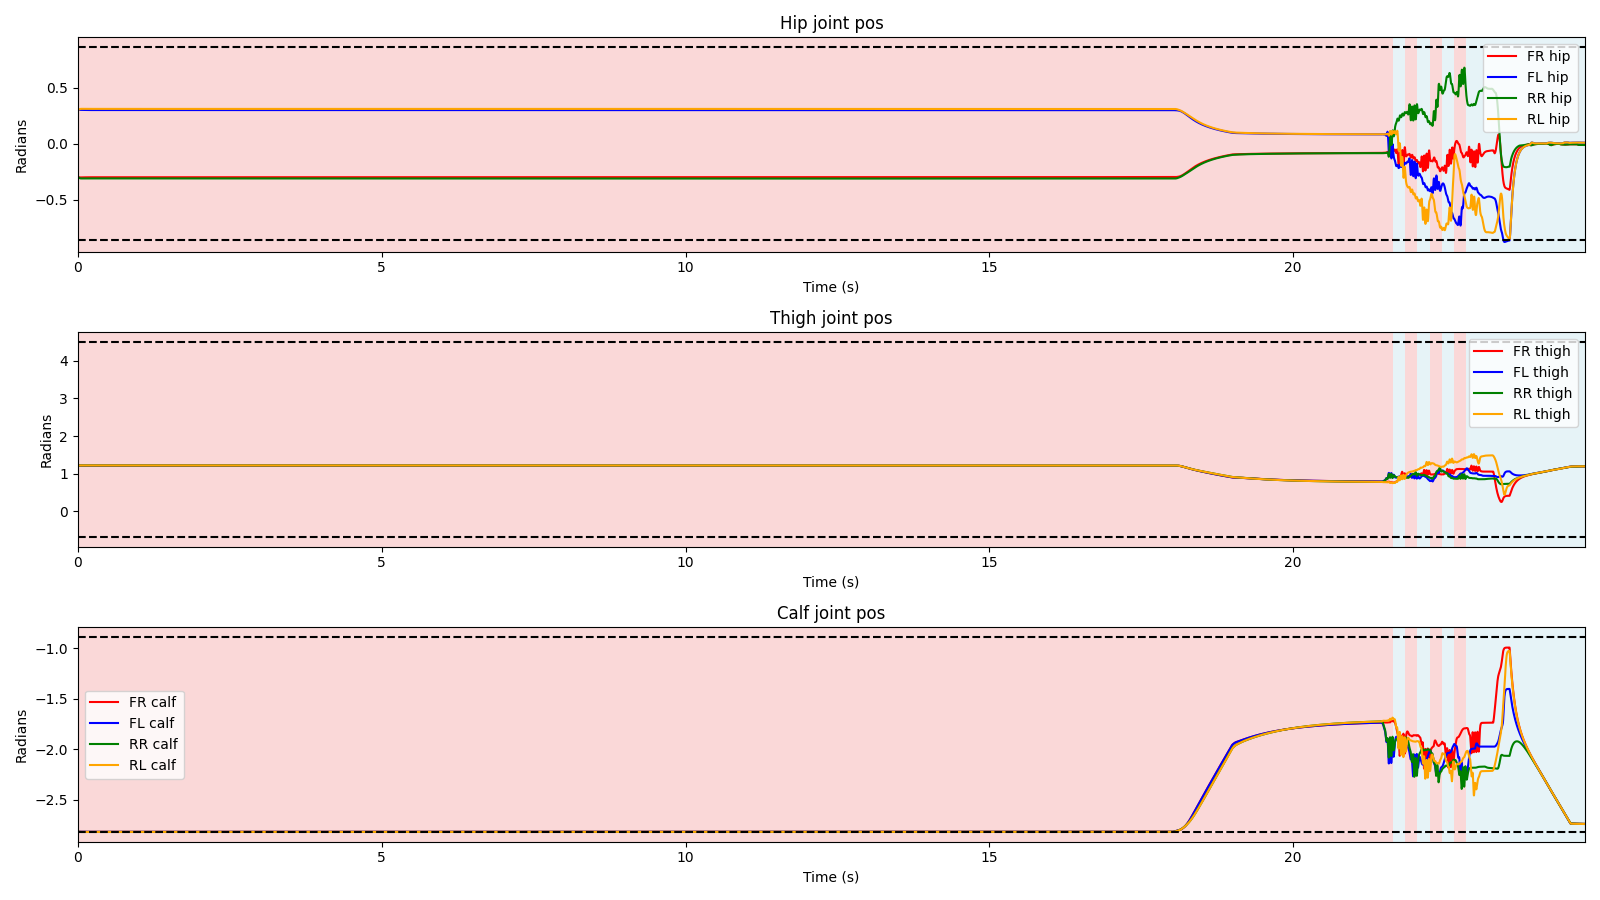 Hip joint pos
0.5
0.0
−0.5
Radians
FR hip
FL hip
RR hip
RL hip
0 5 10 15 20
Time (s)
Thigh joint pos
4
3
2
1
0
Radians
FR thigh
FL thigh
RR thigh
RL thigh
0 5 10 15 20
Time (s)
Calf joint pos
−1.0
−1.5
−2.0
−2.5
Radians
FR calf
FL calf
RR calf
RL calf
0 5 10 15 20
Time (s)